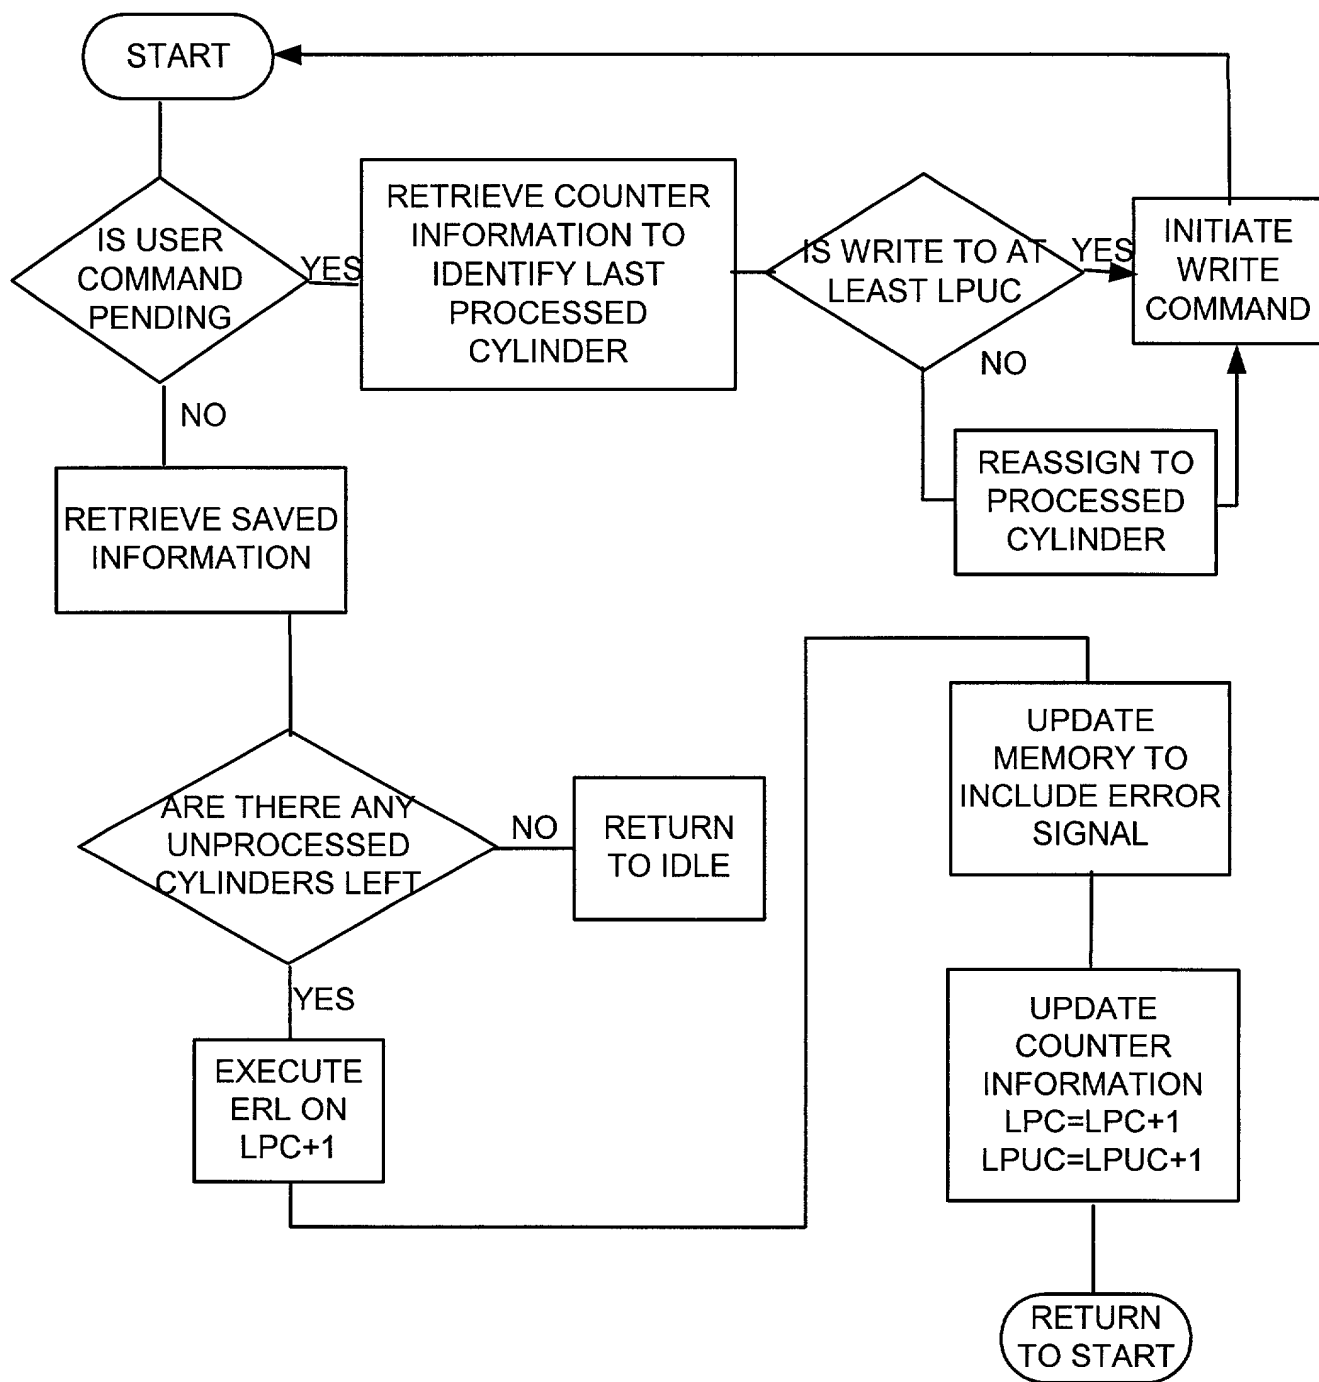 START
IS USER
COMMAND
PENDING
YES
RETRIEVE COUNTER
INFORMATION TO
IDENTIFY LAST
PROCESSED
CYLINDER
IS WRITE TO AT
LEAST LPUC
YES
INITIATE
WRITE
COMMAND
NO
REASSIGN TO
PROCESSED
CYLINDER
NO
RETRIEVE SAVED
INFORMATION
ARE THERE ANY
UNPROCESSED
CYLINDERS LEFT
NO
RETURN
TO IDLE
YES
EXECUTE
ERL ON
LPC+1
UPDATE
MEMORY TO
INCLUDE ERROR
SIGNAL
UPDATE
COUNTER
INFORMATION
LPC=LPC+1
LPUC=LPUC+1
RETURN
TO START